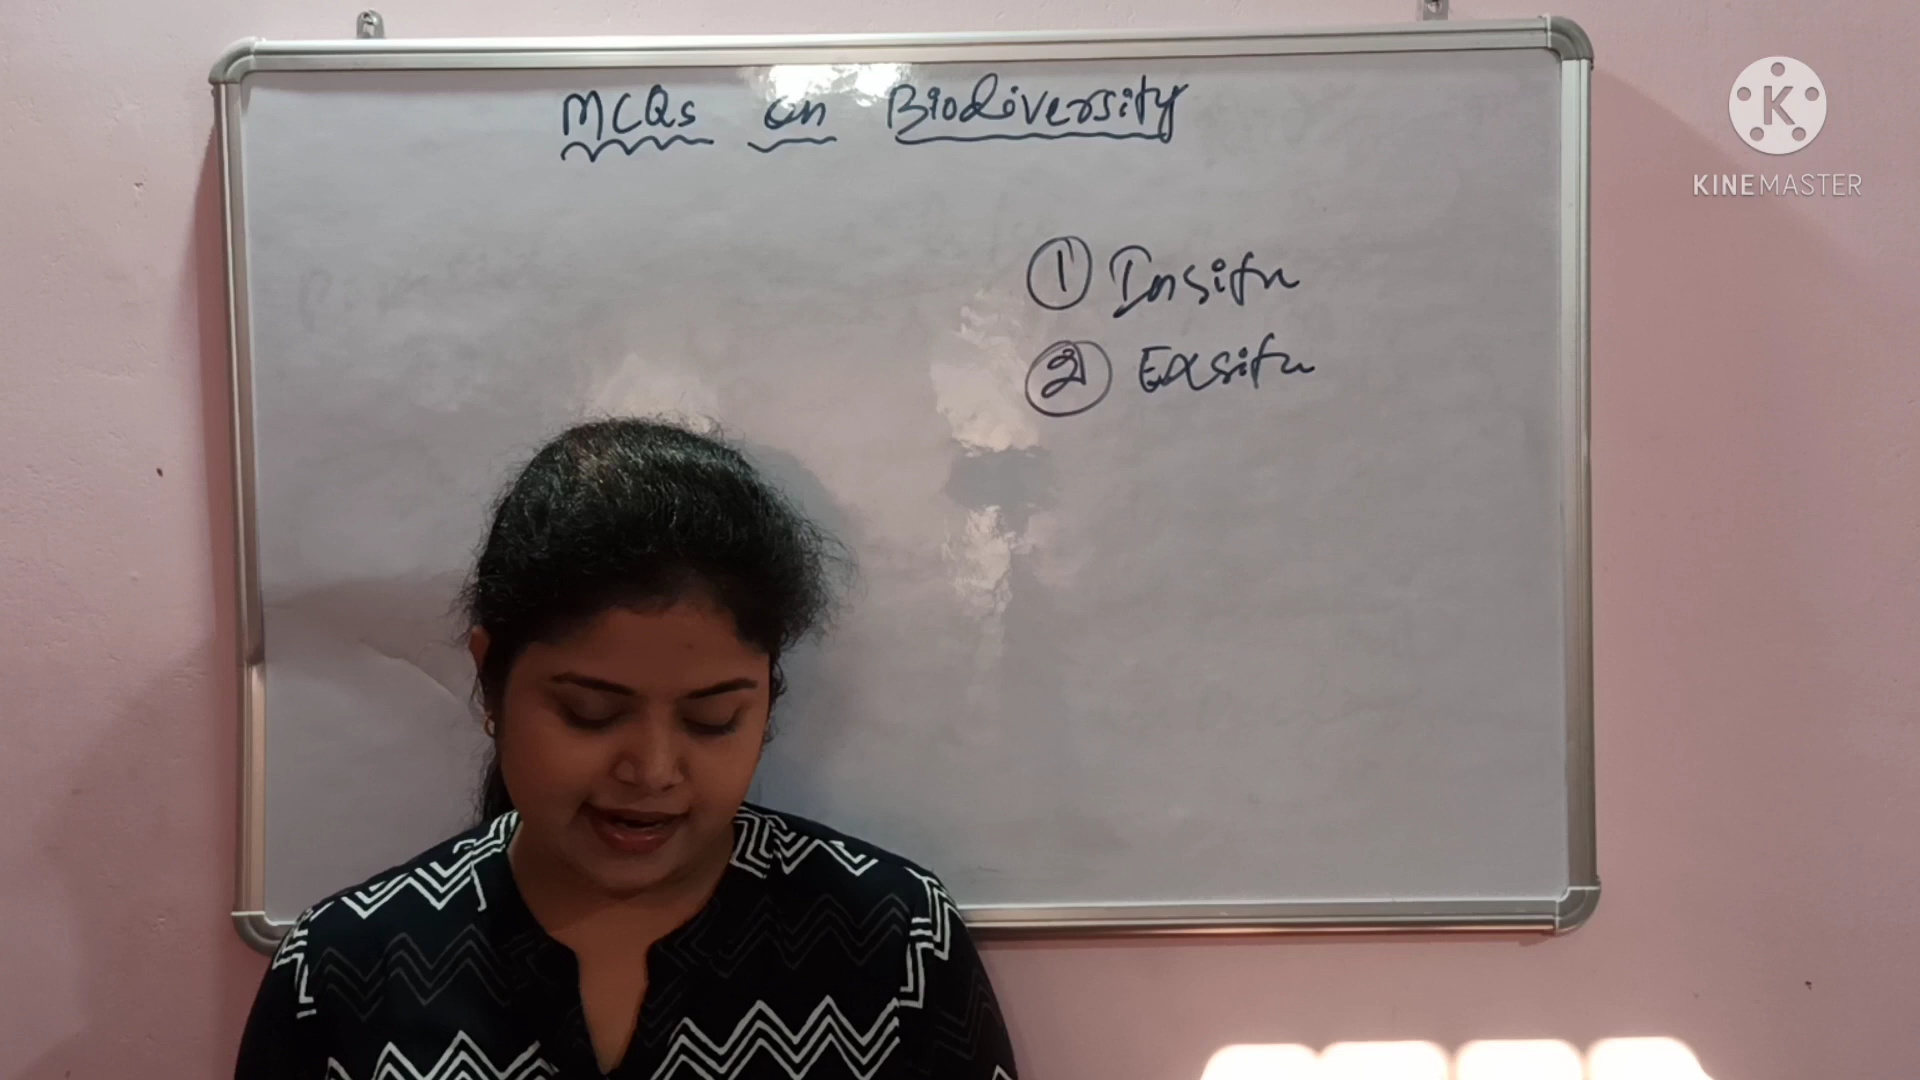 MCQs on Biodiversity
① Insitu
② Exsitu
K
KINEMASTER